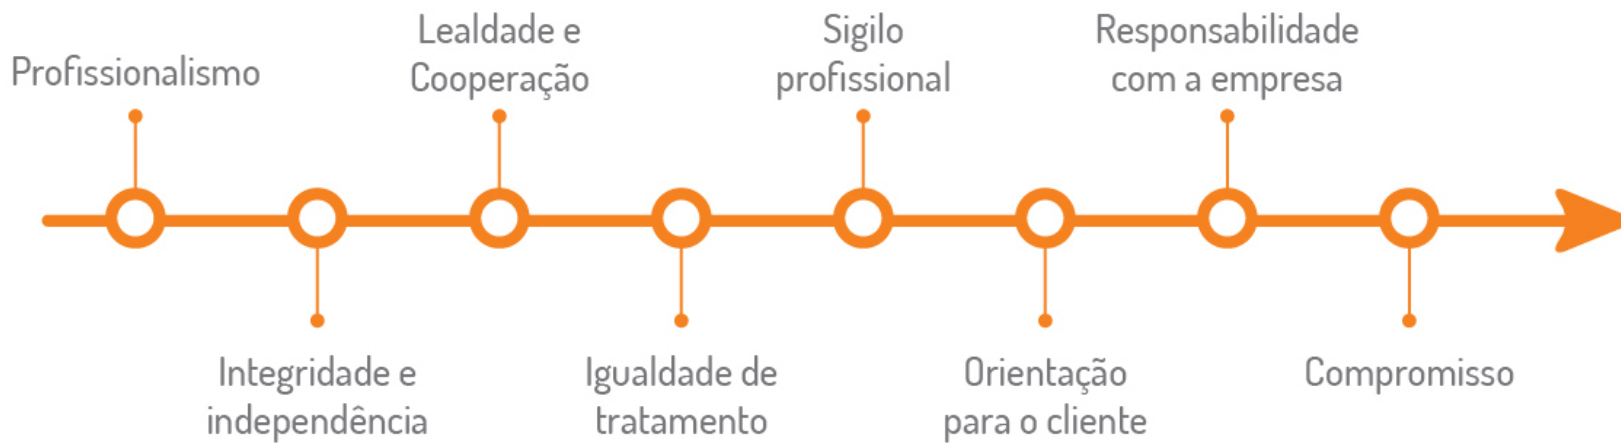 Profissionalismo
Integridade e
independência
Lealdade e
Cooperação
Igualdade de
tratamento
Sigilo
profissional
Orientação
para o cliente
Responsabilidade
com a empresa
Compromisso